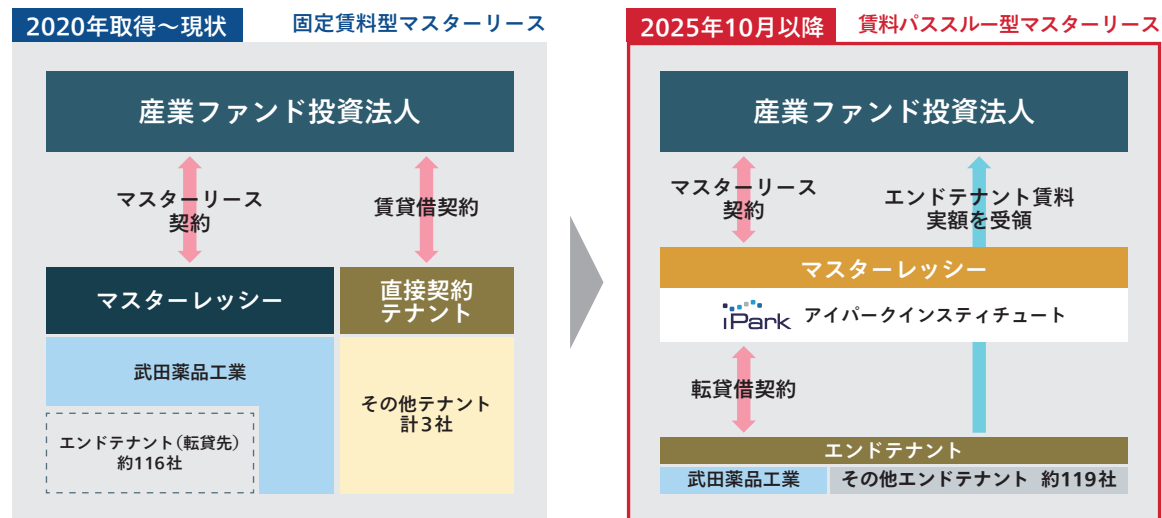 2020年取得～現状
固定賃料型マスターリース
産業ファンド投資法人
マスターリース
契約
賃貸借契約
マスターレッシー
直接契約
テナント
武田薬品工業
エンドテナント（転貸先）
約116社
その他テナント
計3社
2025年10月以降
賃料パススルー型マスターリース
産業ファンド投資法人
マスターリース
契約
エンドテナント賃料
実額を受領
マスターレッシー
iPark アイパークインスティチュート
転貸借契約
エンドテナント
武田薬品工業
その他エンドテナント 約119社